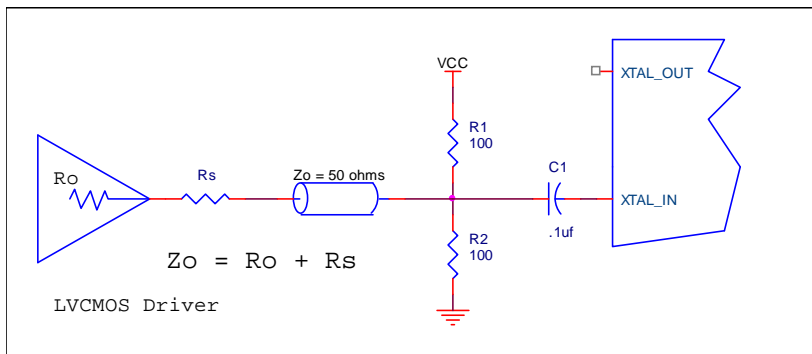 VCC
XTAL_OUT
R1
100
Ro
Rs
Zo = 50 ohms
C1
XTAL_IN
.1uf
R2
100
Zo = Ro + Rs
LVCMOS Driver